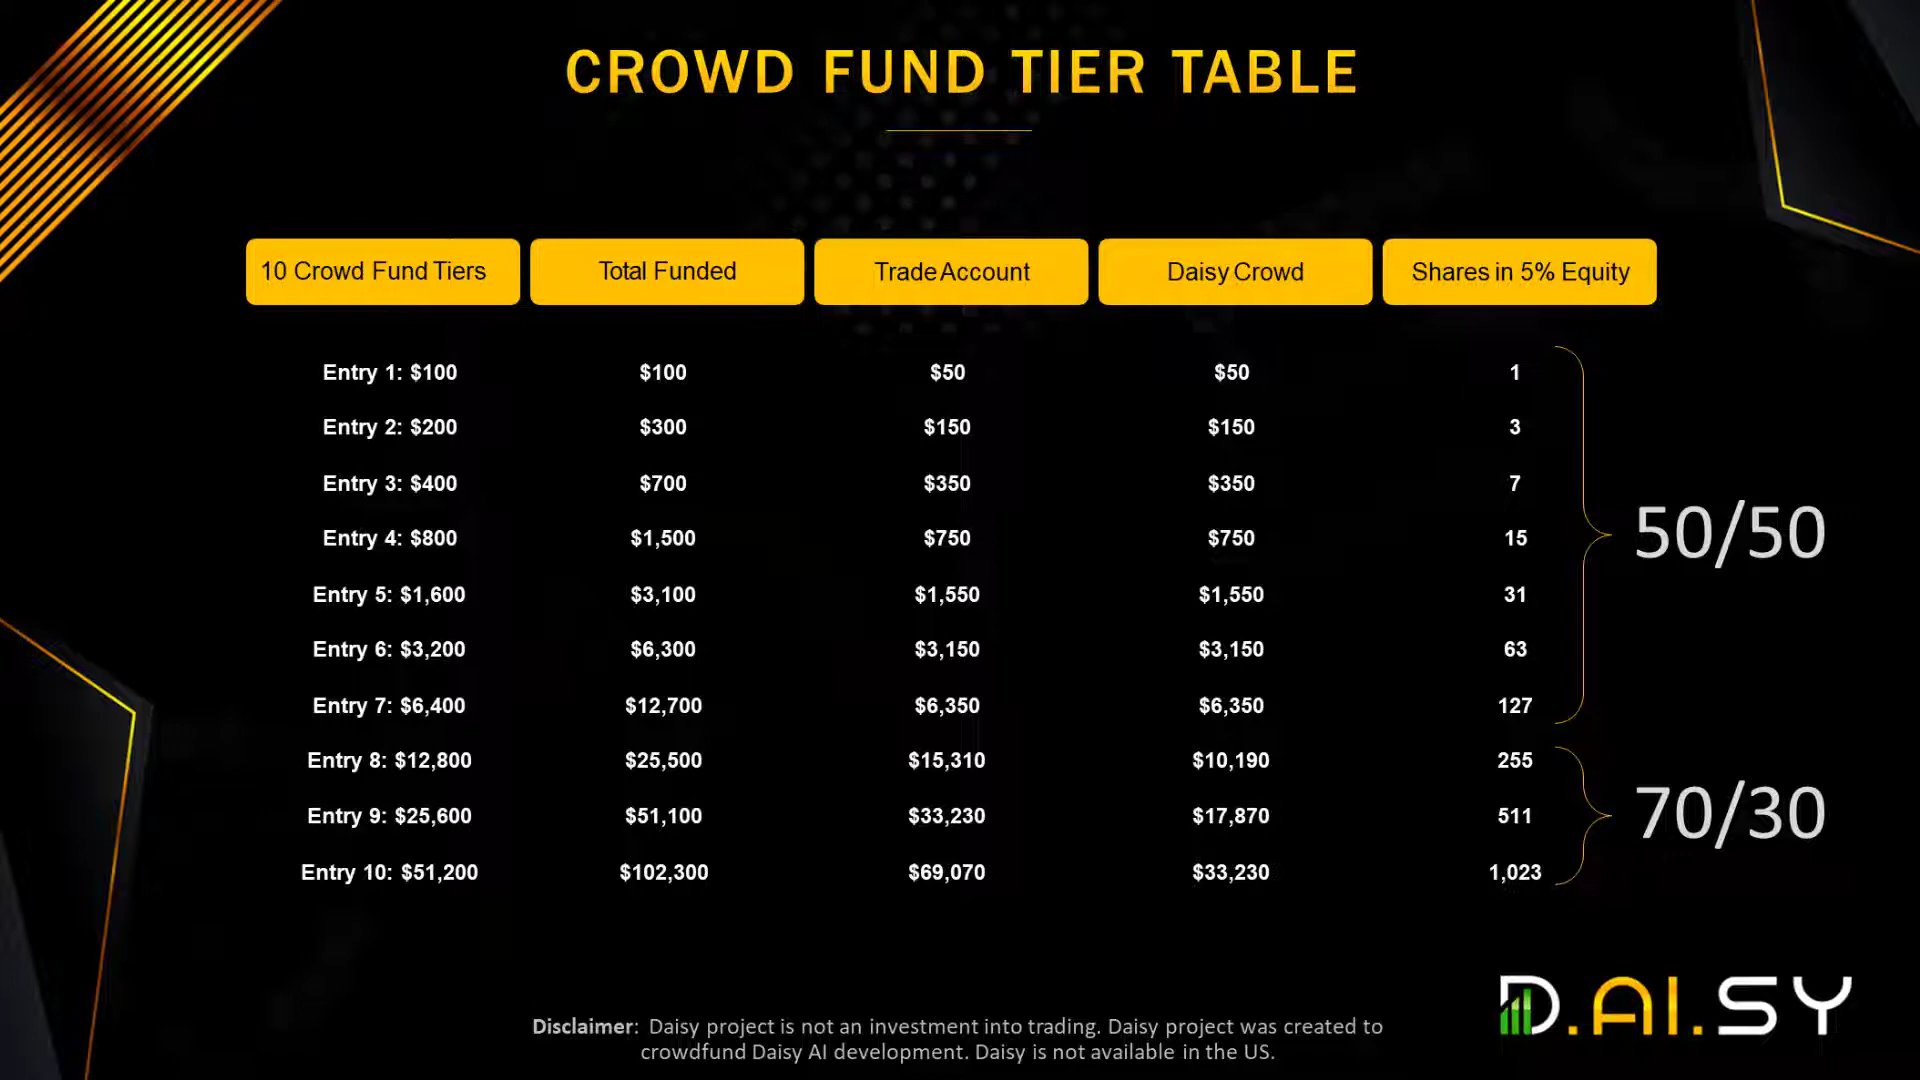 CROWD FUND TIER TABLE
10 Crowd Fund Tiers Total Funded Trade Account Daisy Crowd Shares in 5% Equity
Entry 1: $100 $100 $50 $50 1
Entry 2: $200 $300 $150 $150 3
Entry 3: $400 $700 $350 $350 7
Entry 4: $800 $1,500 $750 $750 15
50/50
Entry 5: $1,600 $3,100 $1,550 $1,550 31
Entry 6: $3,200 $6,300 $3,150 $3,150 63
Entry 7: $6,400 $12,700 $6,350 $6,350 127
Entry 8: $12,800 $25,500 $15,310 $10,190 255
Entry 9: $25,600 $51,100 $33,230 $17,870 511
70/30
Entry 10: $51,200 $102,300 $69,070 $33,230 1,023
D.AI.SY
Disclaimer: Daisy project is not an investment into trading. Daisy project was created to
crowdfund Daisy AI development. Daisy is not available in the US.